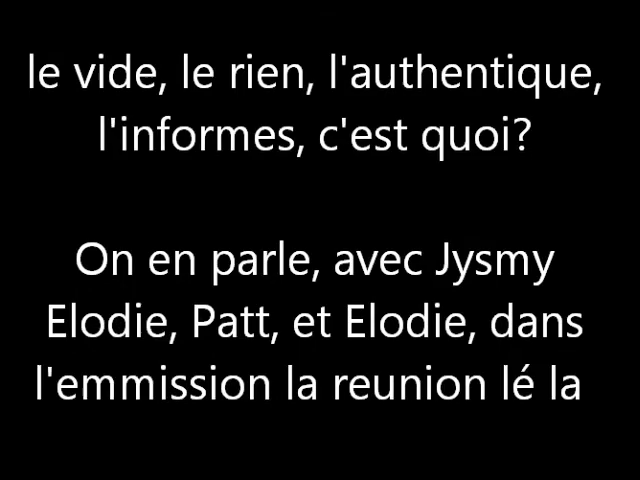 le vide, le rien, l'authentique,
l'informes, c'est quoi?
On en parle, avec Jysmy
Elodie, Patt, et Elodie, dans
l'emmission la reunion lé la